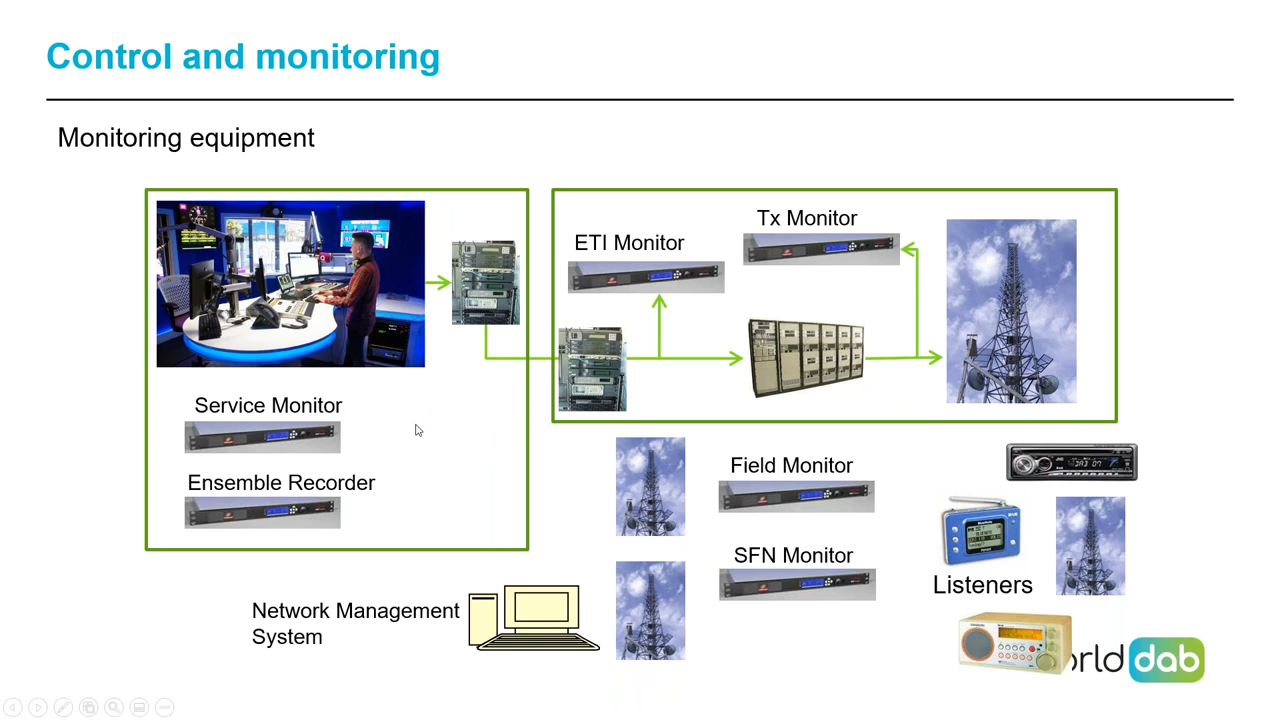 Control and monitoring
Monitoring equipment
Tx Monitor
ETI Monitor
Service Monitor
Ensemble Recorder
Field Monitor
SFN Monitor
Listeners
Network Management
System
orld dab